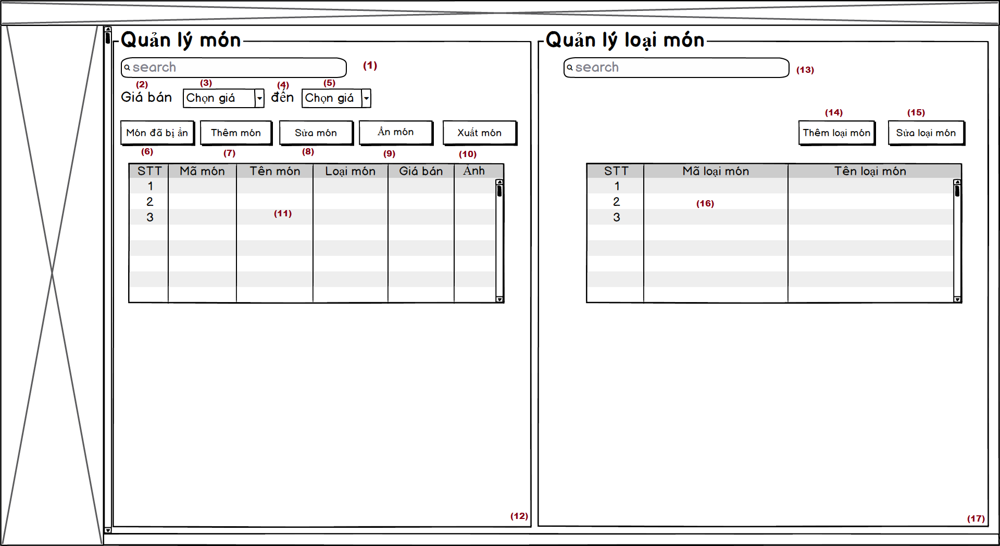 Quản lý món
search
(1)
(2) (3) (4) (5)
Giá bán Chọn giá đến Chọn giá
Món đã bị ẩn Thêm món Sửa món Ẩn món Xuất món
(6) (7) (8) (9) (10)
STT Mã món Tên món Loại món Giá bán Ảnh
1
2
3
(11)
(12)
Quản lý loại món
search
(13)
(14) (15)
Thêm loại món Sửa loại món
STT Mã loại món Tên loại món
1
2
(16)
3
(17)